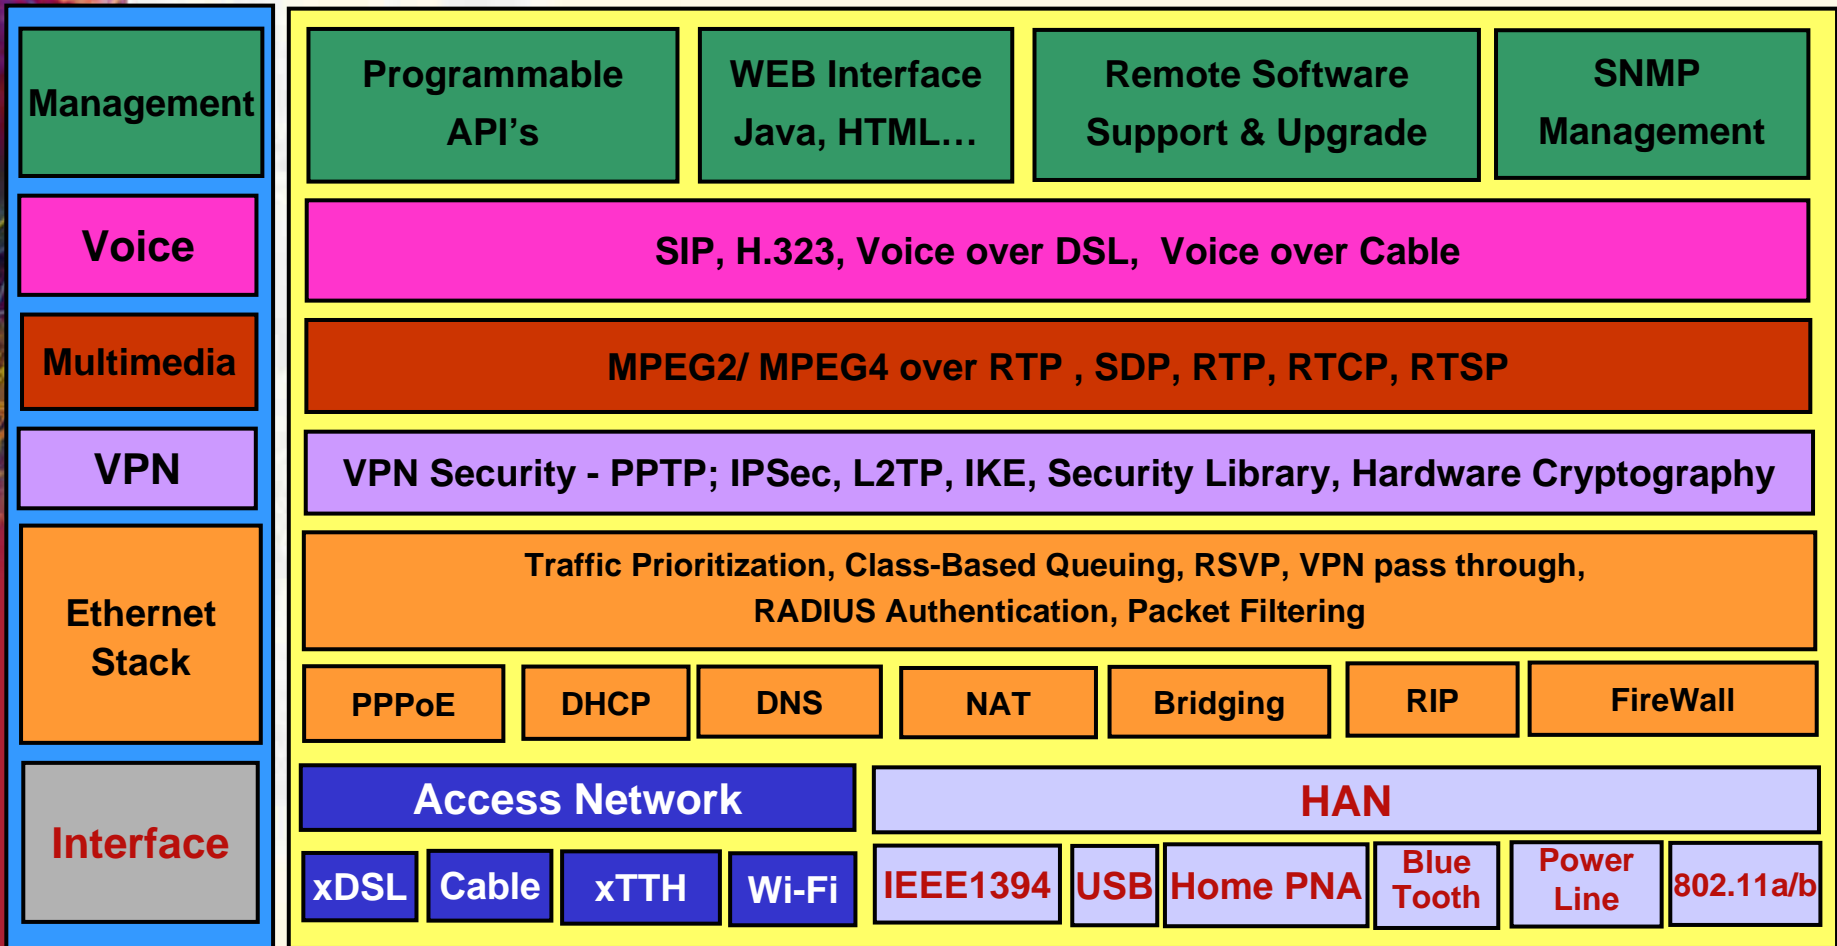 Management
Programmable
API's
WEB Interface
Java, HTML…
Remote Software
Support & Upgrade
SNMP
Management
Voice
SIP, H.323, Voice over DSL,  Voice over Cable
Multimedia
MPEG2/ MPEG4 over RTP , SDP, RTP, RTCP, RTSP
VPN
VPN Security - PPTP; IPSec, L2TP, IKE, Security Library, Hardware Cryptography
Ethernet
Stack
Traffic Prioritization, Class-Based Queuing, RSVP, VPN pass through,
RADIUS Authentication, Packet Filtering
PPPoE
DHCP
DNS
NAT
Bridging
RIP
FireWall
Interface
Access Network
HAN
xDSL
Cable
xTTH
Wi-Fi
IEEE1394
USB
Home PNA
Blue
Tooth
Power
Line
802.11a/b